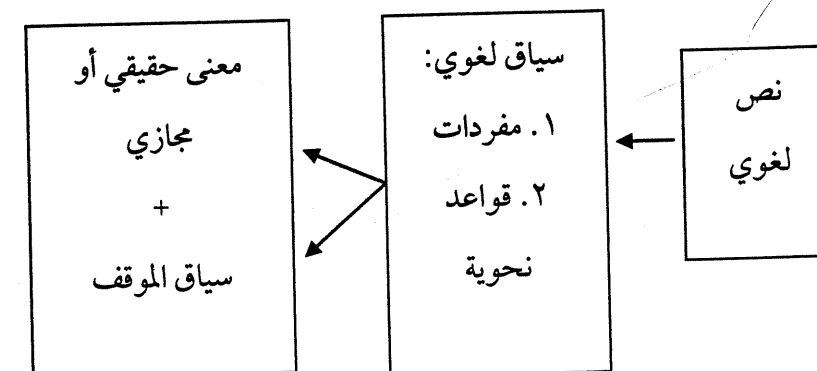 نص
لغوي
سياق لغوي:
١. مفردات
٢. قواعد
نحوية
معنى حقيقي أو
مجازي
+
سياق الموقف